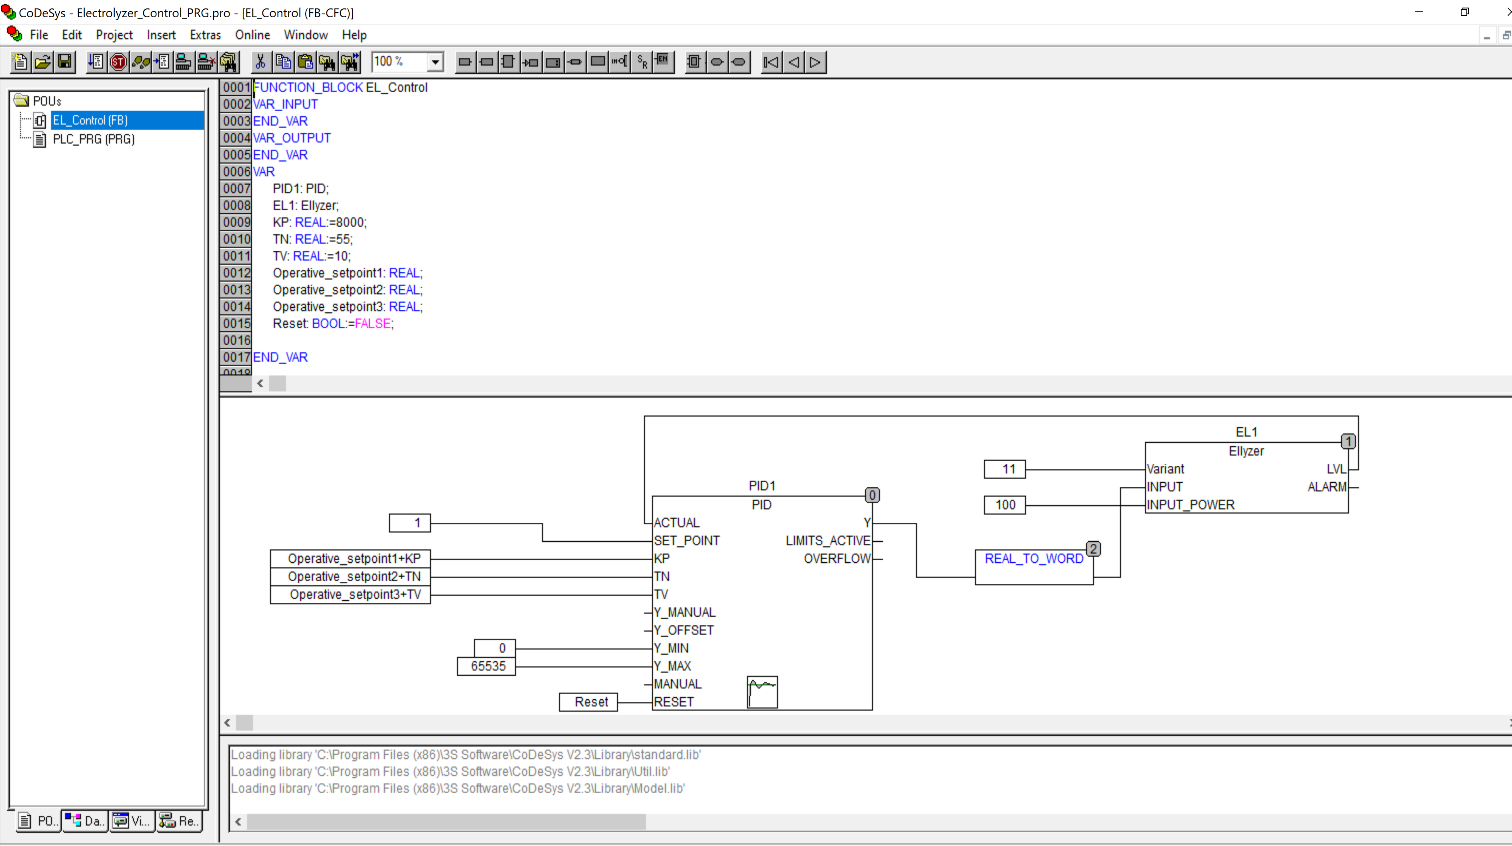 CoDeSys - Electrolyzer_Control_PRG.pro - [EL_Control (FB-CFC)]
File Edit Project Insert Extras Online Window Help
100 %
POUs
EL_Control (FB)
PLC_PRG (PRG)
0001 FUNCTION_BLOCK EL_Control
0002 VAR_INPUT
0003 END_VAR
0004 VAR_OUTPUT
0005 END_VAR
0006 VAR
0007 PID1: PID;
0008 EL1: Ellyzer;
0009 KP: REAL:=8000;
0010 TN: REAL:=55;
0011 TV: REAL:=10;
0012 Operative_setpoint1: REAL;
0013 Operative_setpoint2: REAL;
0014 Operative_setpoint3: REAL;
0015 Reset: BOOL:=FALSE;
0016
0017 END_VAR
0018
EL1
1
Ellyzer
11
Variant
LVL
INPUT
ALARM
100
INPUT_POWER
PID1
0
PID
1
ACTUAL
Y
SET_POINT
LIMITS_ACTIVE
Operative_setpoint1+KP
KP
OVERFLOW
Operative_setpoint2+TN
TN
Operative_setpoint3+TV
TV
2
REAL_TO_WORD
Y_MANUAL
Y_OFFSET
0
Y_MIN
65535
Y_MAX
MANUAL
Reset
RESET
Loading library 'C:\Program Files (x86)\3S Software\CoDeSys V2.3\Library\standard.lib'
Loading library 'C:\Program Files (x86)\3S Software\CoDeSys V2.3\Library\Util.lib'
Loading library 'C:\Program Files (x86)\3S Software\CoDeSys V2.3\Library\Model.lib'
PO.. Da.. Vi... Re..